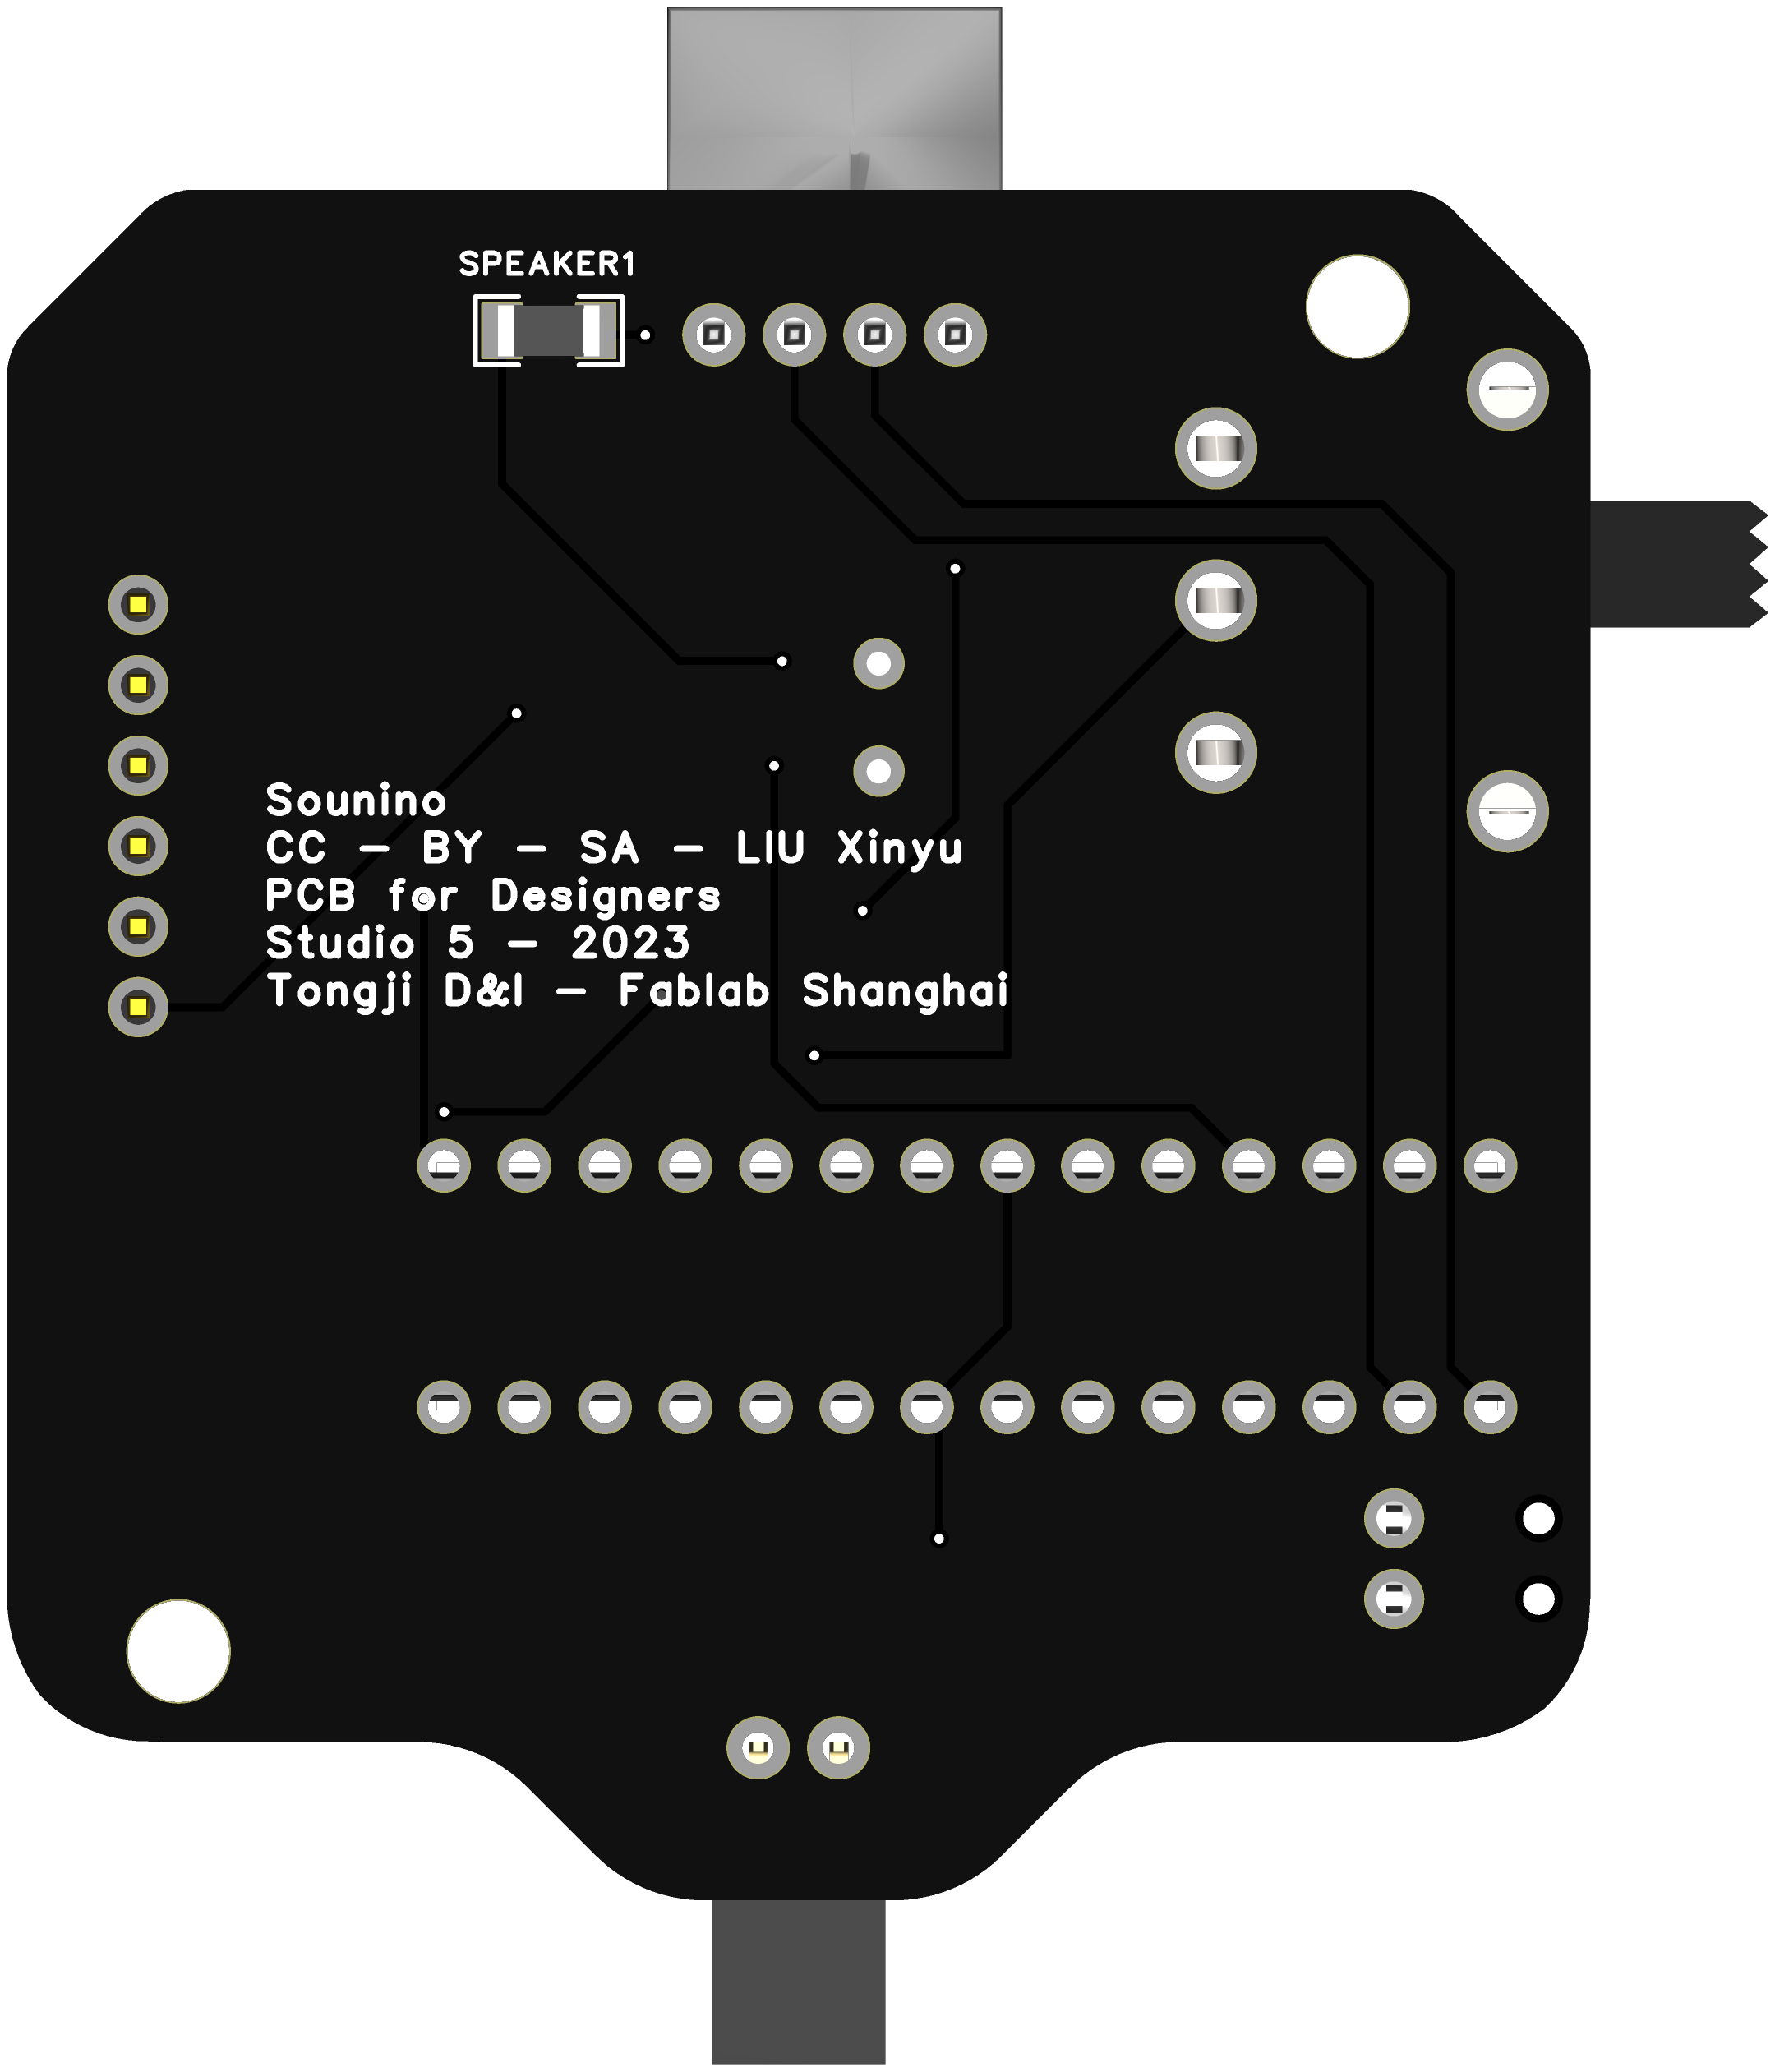 SPEAKER1
Sounino
CC - BY - SA - LIU Xinyu
PCB for Designers
Studio 5 - 2023
Tongji D&I - Fablab Shanghai